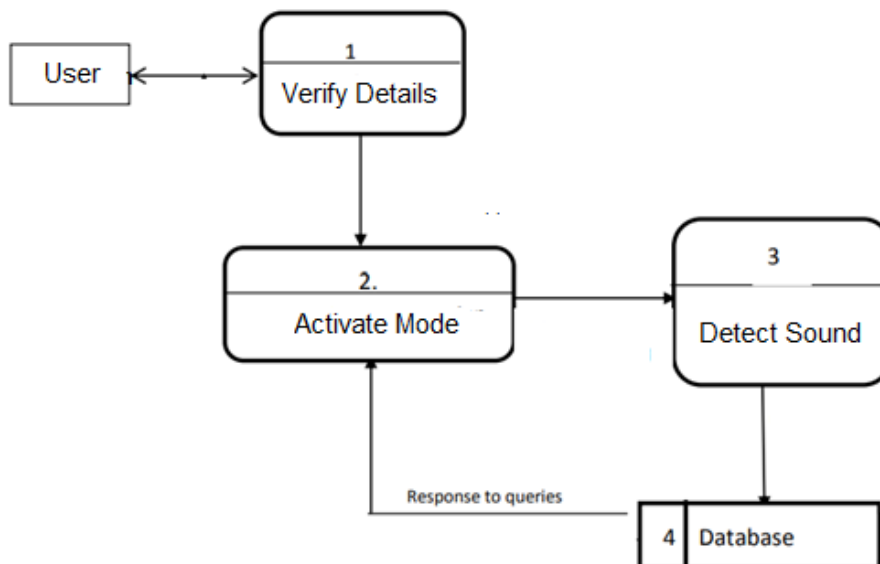 1
User
Verify Details
2.
Activate Mode
3
Detect Sound
Response to queries
4 Database